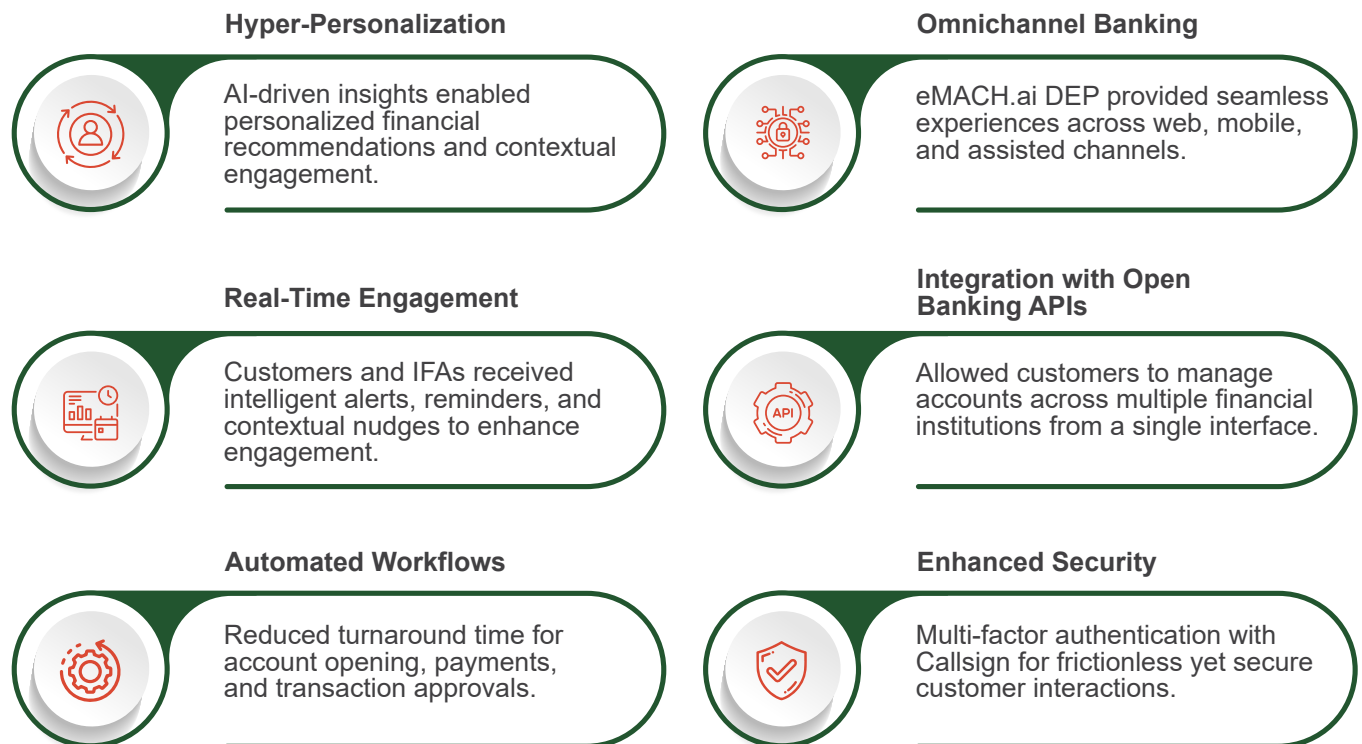 Hyper-Personalization
AI-driven insights enabled
personalized financial
recommendations and contextual
engagement.
Omnichannel Banking
eMACH.ai DEP provided seamless
experiences across web, mobile,
and assisted channels.
Real-Time Engagement
Customers and IFAs received
intelligent alerts, reminders, and
contextual nudges to enhance
engagement.
Integration with Open
Banking APIs
API
Allowed customers to manage
accounts across multiple financial
institutions from a single interface.
Automated Workflows
Reduced turnaround time for
account opening, payments,
and transaction approvals.
Enhanced Security
Multi-factor authentication with
Callsign for frictionless yet secure
customer interactions.